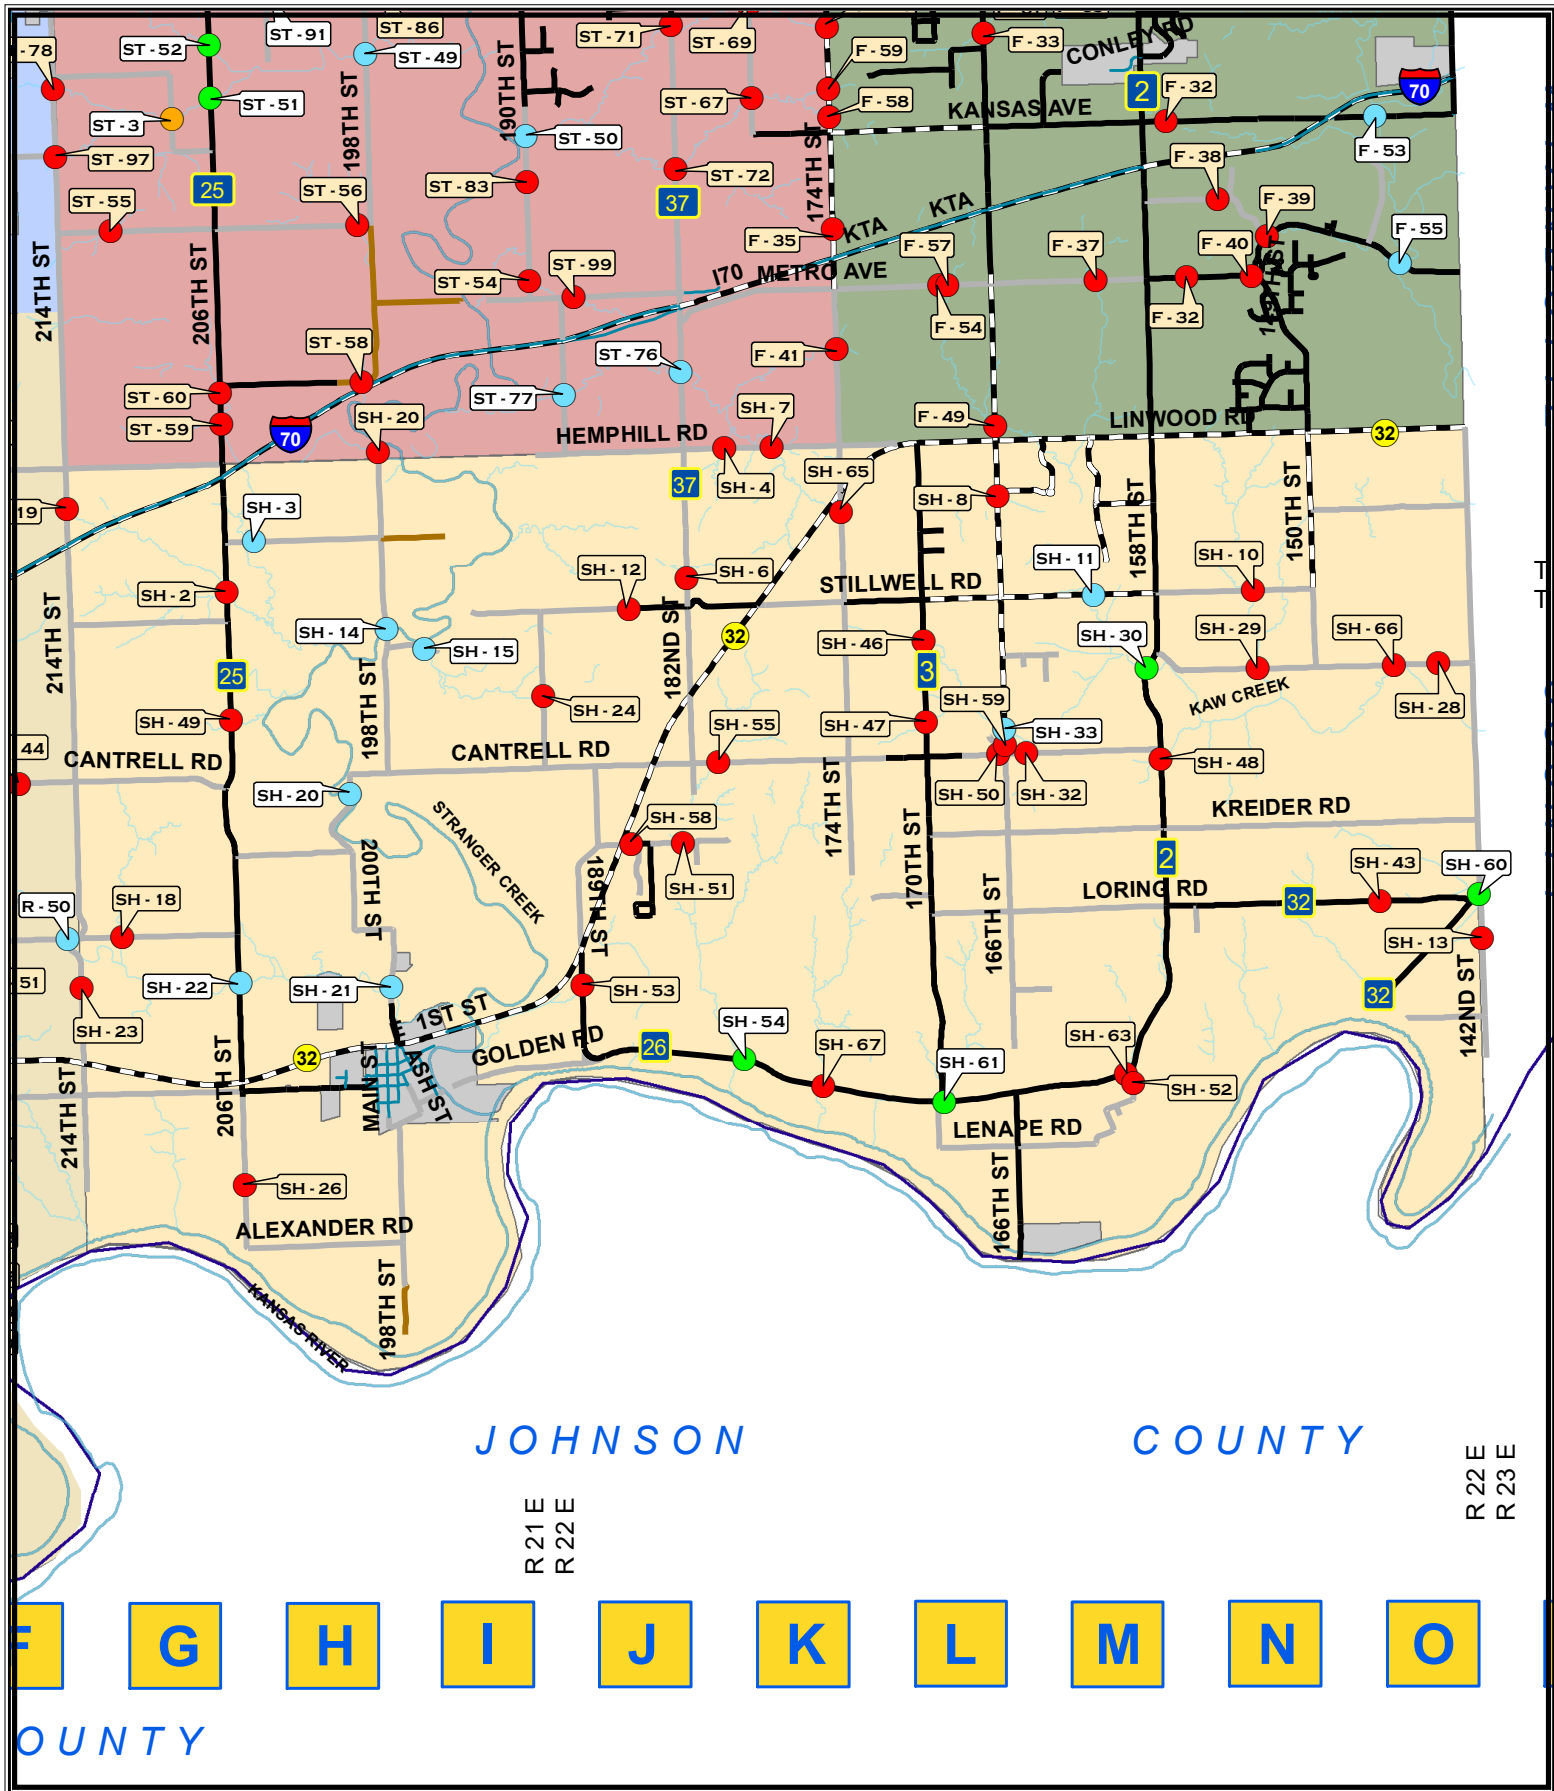 ST - 91
ST - 86
ST - 71
ST - 69
F - 33
CONLEY RD
- 78
ST - 52
ST - 49
F - 59
190TH ST
198TH ST
ST - 51
ST - 67
F - 58
2
F - 32
70
KANSAS AVE
ST - 3
ST - 50
F - 53
ST - 97
F - 38
174TH ST
ST - 72
ST - 56
ST - 83
25
37
ST - 55
KTA
F - 39
KTA
F - 35
F - 57
F - 37
F - 40
F - 55
214TH ST
206TH ST
ST - 99
ST - 54
I70
METRO AVE
F - 32
F - 54
ST - 58
ST - 76
F - 41
ST - 60
ST - 77
SH - 7
SH - 20
F - 49
LINWOOD RD
ST - 59
70
HEMPHILL RD
32
SH - 65
37
SH - 4
SH - 8
19
SH - 3
158TH ST
150TH ST
SH - 12
SH - 6
SH - 11
SH - 10
STILLWELL RD
SH - 2
214TH ST
SH - 14
32
SH - 46
SH - 30
SH - 29
SH - 66
SH - 15
182ND ST
25
3
198TH ST
SH - 59
KAW CREEK
SH - 28
SH - 24
SH - 49
SH - 55
SH - 47
SH - 33
44
CANTRELL RD
CANTRELL RD
SH - 48
SH - 20
SH - 50
SH - 32
174TH ST
KREIDER RD
STRANGER CREEK
SH - 58
170TH ST
2
200TH ST
189TH ST
SH - 51
SH - 43
SH - 60
LORING RD
32
R - 50
SH - 18
166TH ST
SH - 13
51
SH - 22
SH - 21
SH - 53
32
142ND ST
SH - 23
1ST ST
SH - 54
GOLDEN RD
26
SH - 63
32
206TH ST
SH - 67
SH - 61
MAIN ST
ASH ST
SH - 52
214TH ST
LENAPE RD
166TH ST
SH - 26
ALEXANDER RD
198TH ST
KANSAS RIVER
JOHNSON COUNTY
R 21 E
R 22 E
R 22 E
R 23 E
F G H I J K L M N O
OUNTY